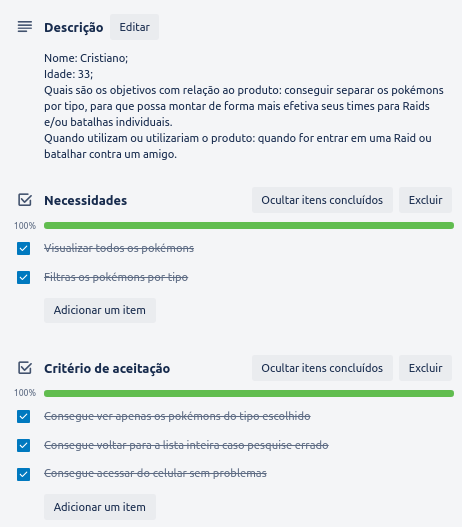 Descrição Editar
Nome: Cristiano;
Idade: 33;
Quais são os objetivos com relação ao produto: conseguir separar os pokémons
por tipo, para que possa montar de forma mais efetiva seus times para Raids
e/ou batalhas individuais.
Quando utilizam ou utilizariam o produto: quando for entrar em uma Raid ou
batalhar contra um amigo.
Necessidades Ocultar itens concluídos Excluir
100%
Visualizar todos os pokémons
Filtras os pokémons por tipo
Adicionar um item
Critério de aceitação Ocultar itens concluídos Excluir
100%
Consegue ver apenas os pokémons do tipo escolhido
Consegue voltar para a lista inteira caso pesquise errado
Consegue acessar do celular sem problemas
Adicionar um item